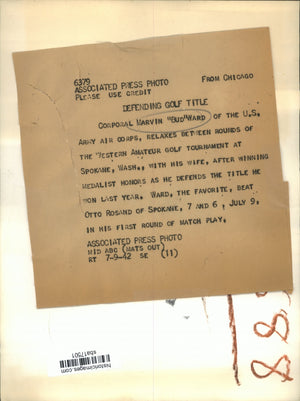 6379
ASSOCIATED PRESS PHOTO FROM CHICAGO
PLEASE USE CREDIT
DEFENDING GOLF TITLE
CORPORAL MARVIN "BUD" WARD OF THE U.S.
ARMY AIR CORPS, RELAXES BETWEEN ROUNDS OF
THE WESTERN AMATEUR GOLF TOURNAMENT AT
SPOKANE, WASH., WITH HIS WIFE, AFTER WINNING
MEDALIST HONORS AS HE DEFENDS THE TITLE HE
WON LAST YEAR. WARD, THE FAVORITE, BEAT
OTTO ROSAND OF SPOKANE, 7 AND 6, JULY 9,
IN HIS FIRST ROUND OF MATCH PLAY.
ASSOCIATED PRESS PHOTO
MID ABC (MATS OUT)
RT 7-9-42 SE (11)
historicimages.com
sba17501
88